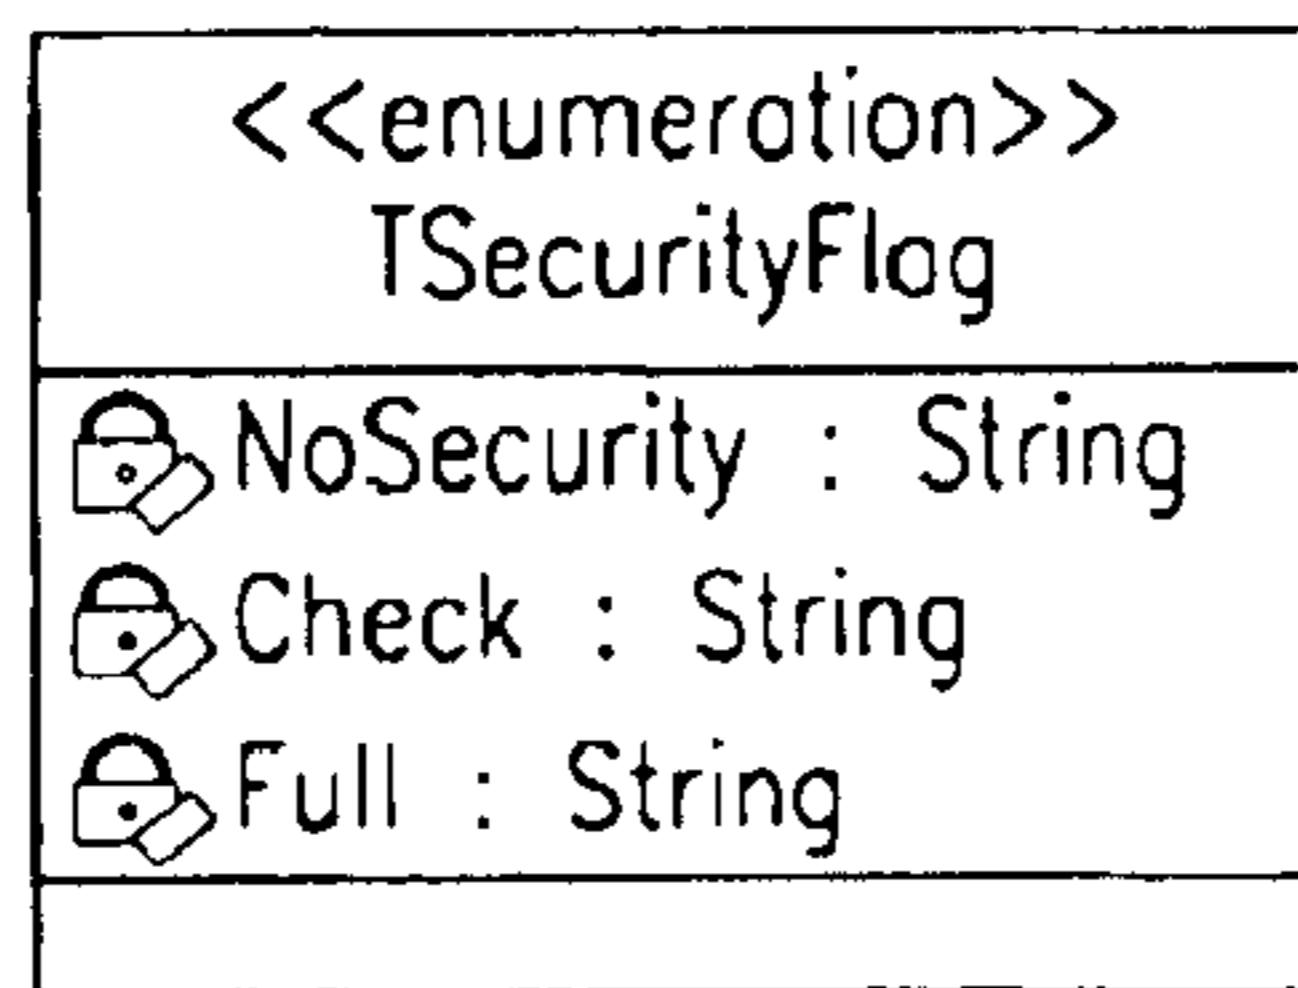 <<enumeration>>
TSecurityFlag
NoSecurity : String
Check : String
Full : String